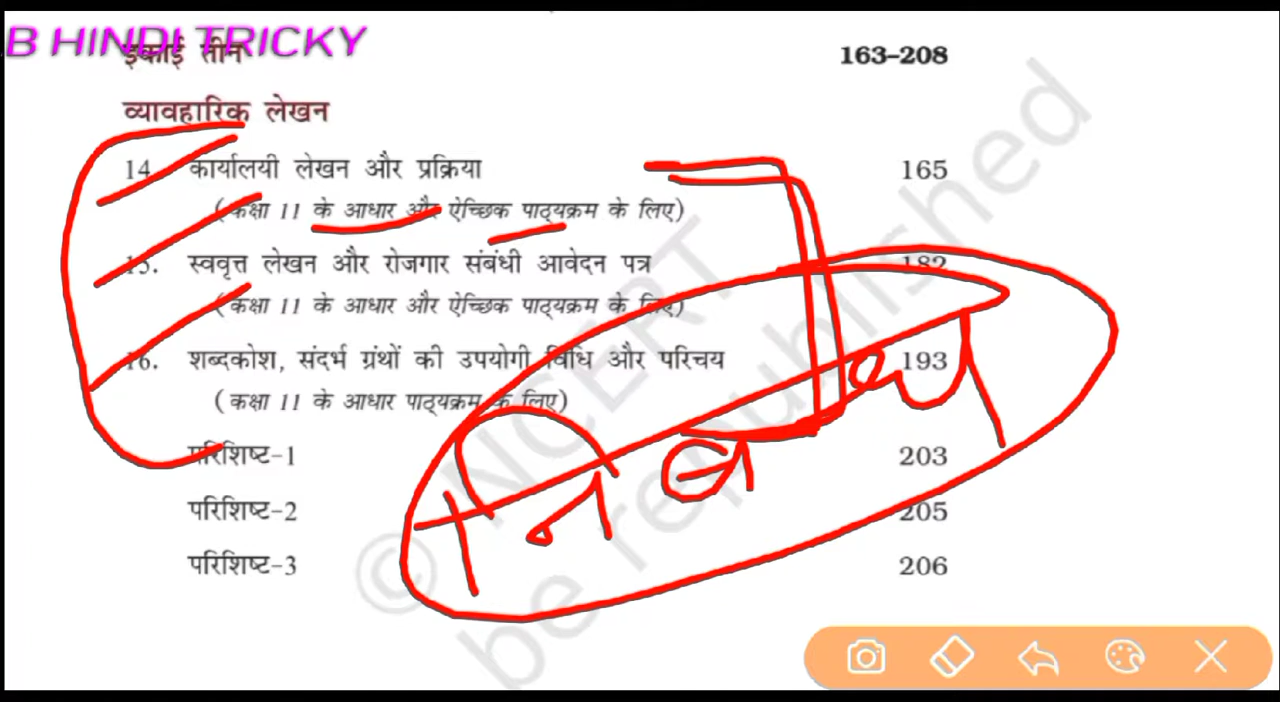 B HINDI TRICKY
इकाई तीन 163–208
व्यावहारिक लेखन
14. कार्यालयी लेखन और प्रक्रिया 165
(कक्षा 11 के आधार और ऐच्छिक पाठ्यक्रम के लिए)
15. स्ववृत्त लेखन और रोजगार संबंधी आवेदन पत्र 182
(कक्षा 11 के आधार और ऐच्छिक पाठ्यक्रम के लिए)
16. शब्दकोश, संदर्भ ग्रंथों की उपयोगी विधि और परिचय 193
(कक्षा 11 के आधार पाठ्यक्रम के लिए)
परिशिष्ट-1 203
परिशिष्ट-2 205
परिशिष्ट-3 206
© NCERT
be republished